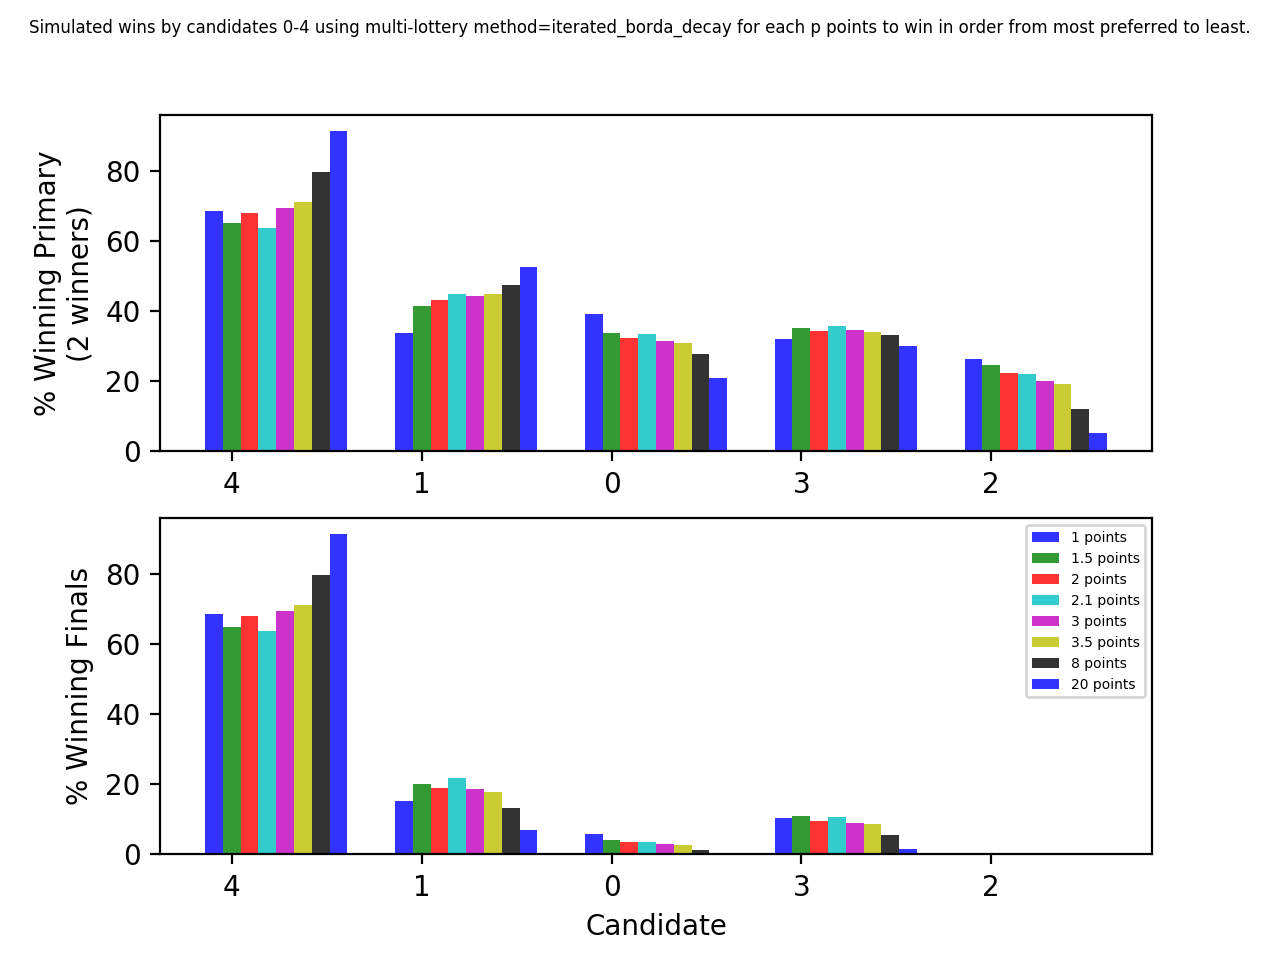 Simulated wins by candidates 0-4 using multi-lottery method=iterated_borda_decay for each p points to win in order from most preferred to least.
% Winning Primary
(2 winners)
80
60
40
20
0
4 1 0 3 2
% Winning Finals
80
60
40
20
0
1 points
1.5 points
2 points
2.1 points
3 points
3.5 points
8 points
20 points
4 1 0 3 2
Candidate